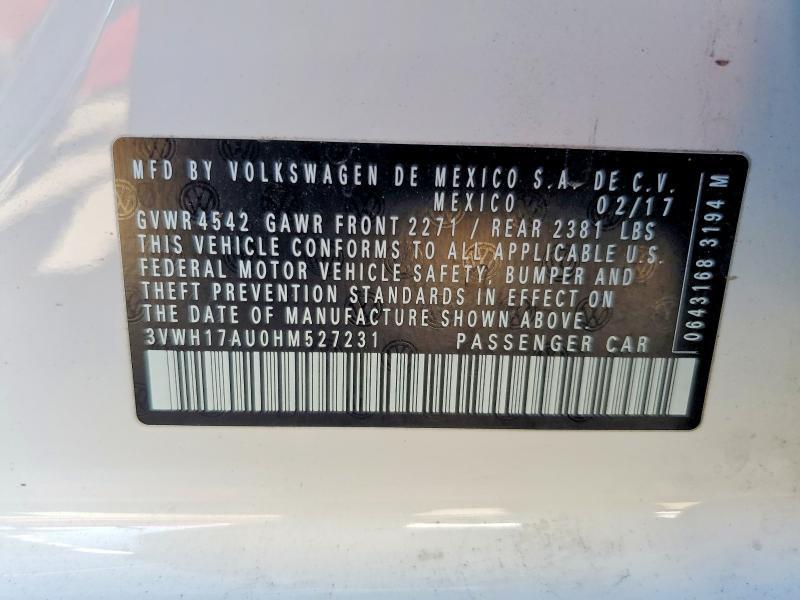 MFD BY VOLKSWAGEN DE MEXICO S.A. DE C.V.
MEXICO 02/17
GVWR 4542 GAWR FRONT 2271 / REAR 2381 LBS
THIS VEHICLE CONFORMS TO ALL APPLICABLE U.S.
FEDERAL MOTOR VEHICLE SAFETY, BUMPER AND
THEFT PREVENTION STANDARDS IN EFFECT ON
THE DATE OF MANUFACTURE SHOWN ABOVE.
3VWH17AU0HM527231 PASSENGER CAR
0643168 3194 M